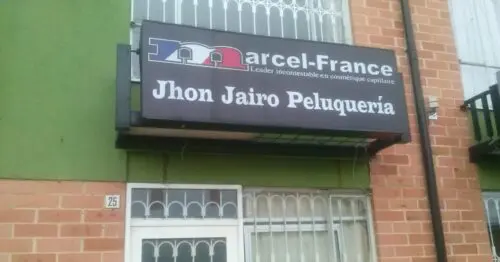 Marcel-France
Leader incontestable en cosmétique capillaire
Jhon Jairo Peluquería
25